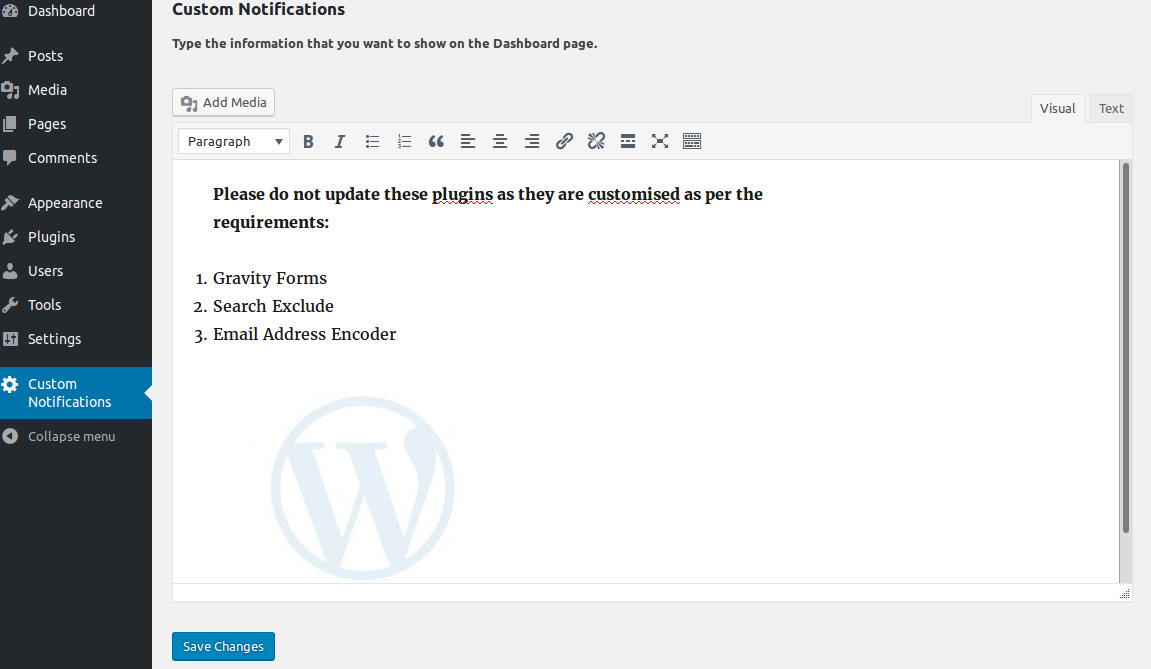 Dashboard
Posts
Media
Pages
Comments
Appearance
Plugins
Users
Tools
Settings
Custom
Notifications
Collapse menu
Custom Notifications
Type the information that you want to show on the Dashboard page.
Add Media
Visual Text
Paragraph
Please do not update these plugins as they are customised as per the
requirements:
1. Gravity Forms
2. Search Exclude
3. Email Address Encoder
Save Changes